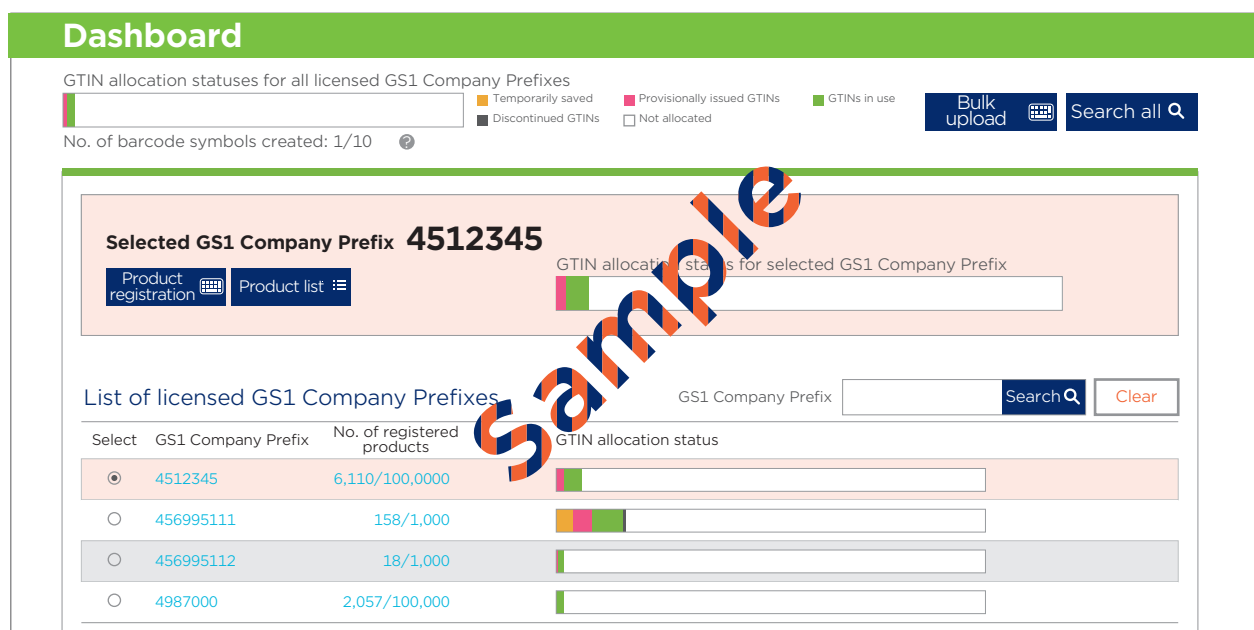 Dashboard
GTIN allocation statuses for all licensed GS1 Company Prefixes
Temporarily saved
Provisionally issued GTINs
GTINs in use
Discontinued GTINs
Not allocated
Bulk
upload
Search all
No. of barcode symbols created: 1/10
?
Selected GS1 Company Prefix 4512345
Product
registration
Product list
GTIN allocation status for selected GS1 Company Prefix
Sample
List of licensed GS1 Company Prefixes
GS1 Company Prefix
Search
Clear
Select GS1 Company Prefix No. of registered
products
GTIN allocation status
4512345 6,110/100,0000
456995111 158/1,000
456995112 18/1,000
4987000 2,057/100,000